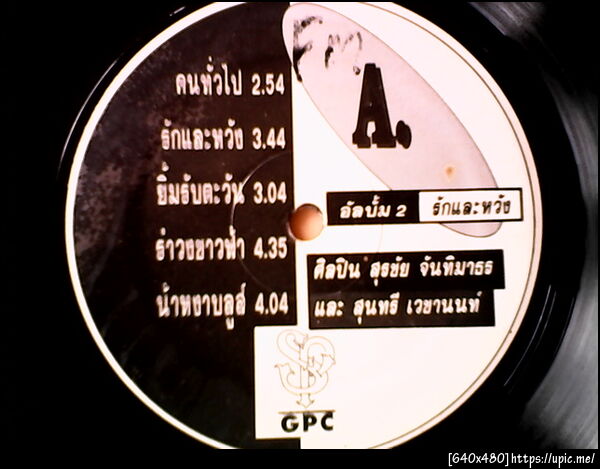 FM
A.
คนทั่วไป 2.54
รักและหวัง 3.44
ยิ้มรับตะวัน 3.04
รำวงขาวฟ้า 4.35
น้ำหงาบลูส์ 4.04
อัลบั้ม 2 รักและหวัง
ศิลปิน สุรชัย จันทิมาธร
และ สุนทรี เวชานนท์
GPC
[640x480]https://upic.me/